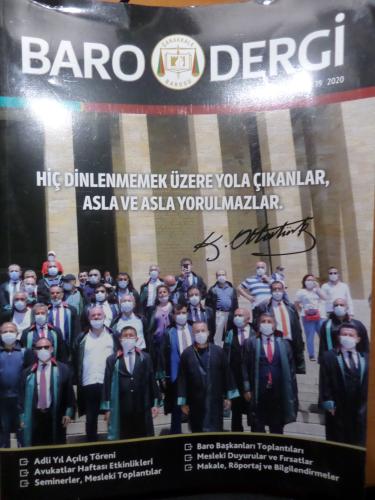 BARO DERGİ
2020
HİÇ DİNLENMEMEK ÜZERE YOLA ÇIKANLAR,
ASLA VE ASLA YORULMAZLAR.
K. Atatürk
Adli Yıl Açılış Töreni
Avukatlar Haftası Etkinlikleri
Seminerler, Mesleki Toplantılar
Baro Başkanları Toplantıları
Mesleki Duyurular ve Fırsatlar
Makale, Röportaj ve Bilgilendirmeler